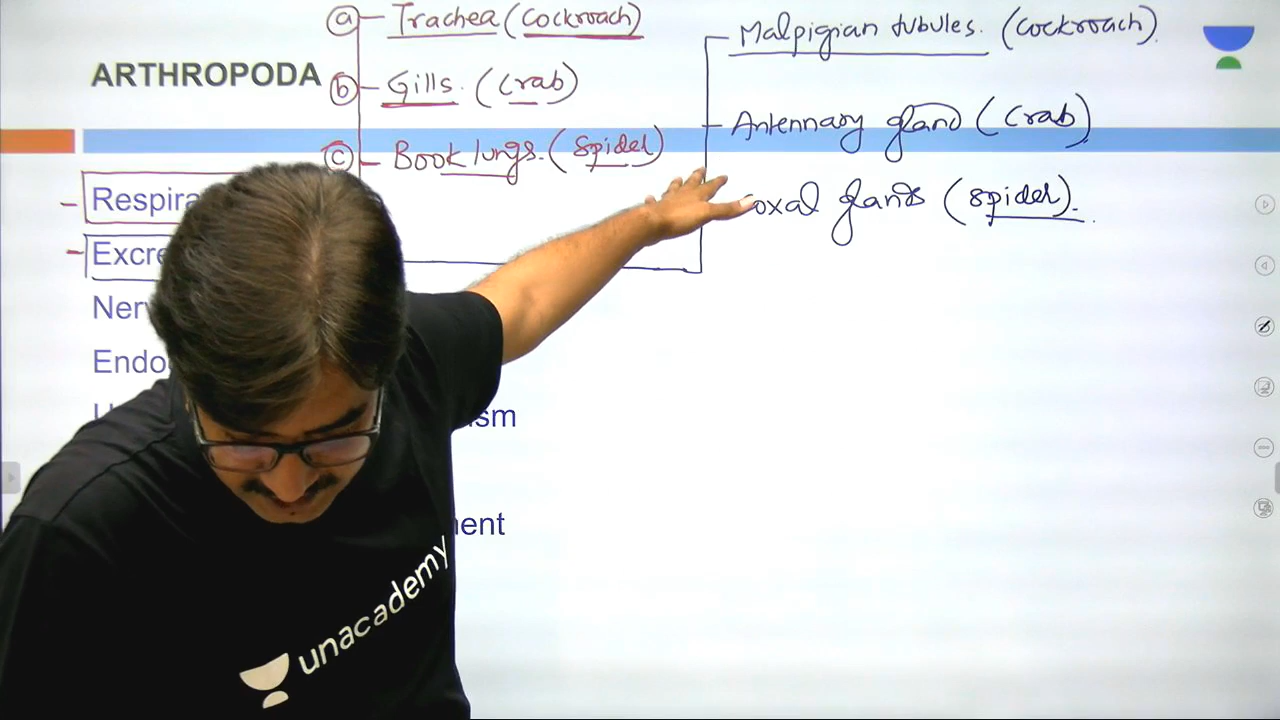 ⓐ Trachea (Cockroach)
ⓑ Gills. (Crab)
ⓒ Book lungs. (Spider)
ARTHROPODA
Malpigian tubules. (Cockroach).
Antennary gland (Crab)
oxal glands (Spider).
Respira
Excre
Ner
Endo
ism
ment
unacademy